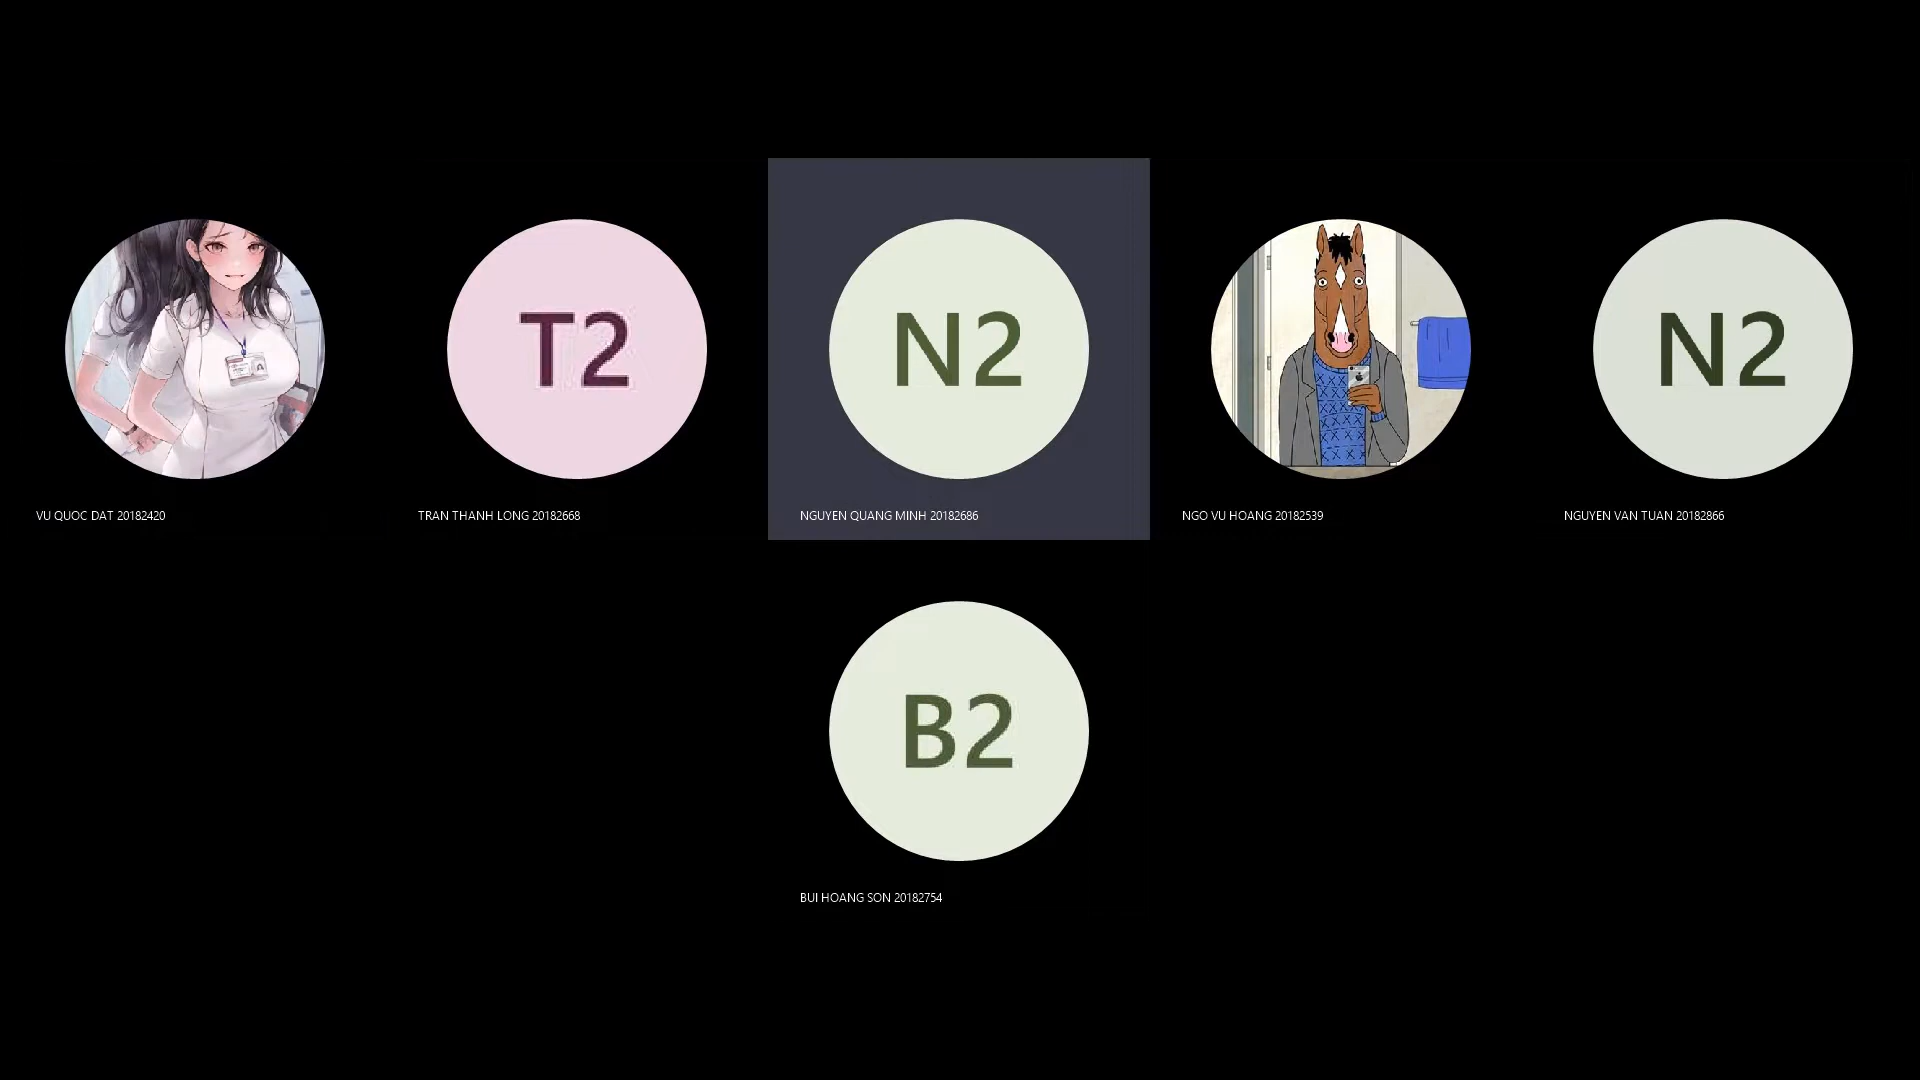 T2
N2
N2
VU QUOC DAT 20182420
TRAN THANH LONG 20182668
NGUYEN QUANG MINH 20182686
NGO VU HOANG 20182539
NGUYEN VAN TUAN 20182866
B2
BUI HOANG SON 20182754